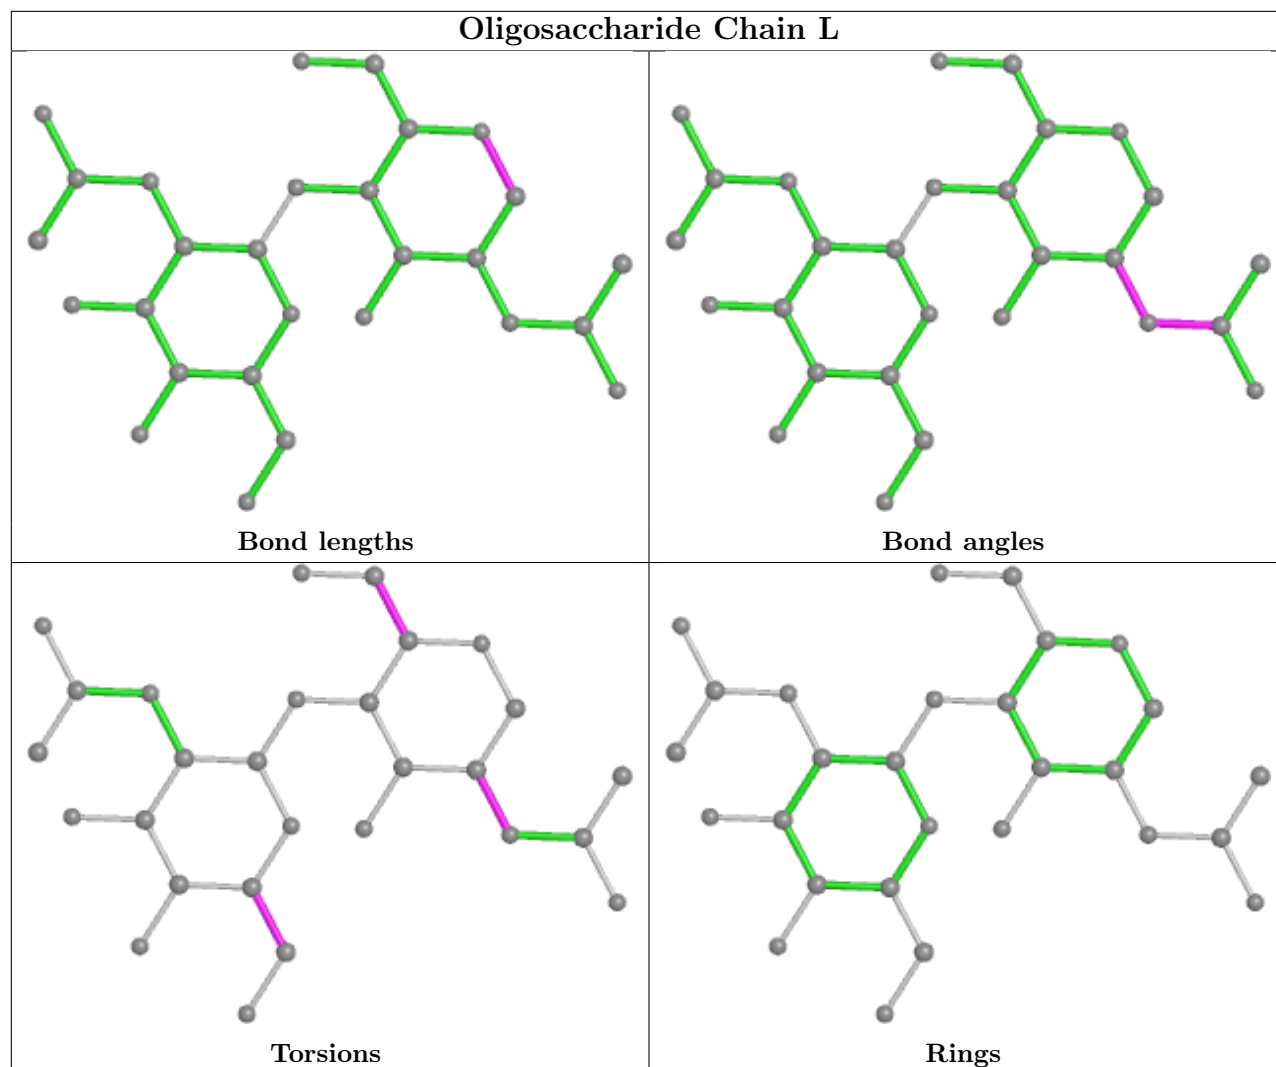 Oligosaccharide Chain L
Bond lengths
Bond angles
Torsions
Rings